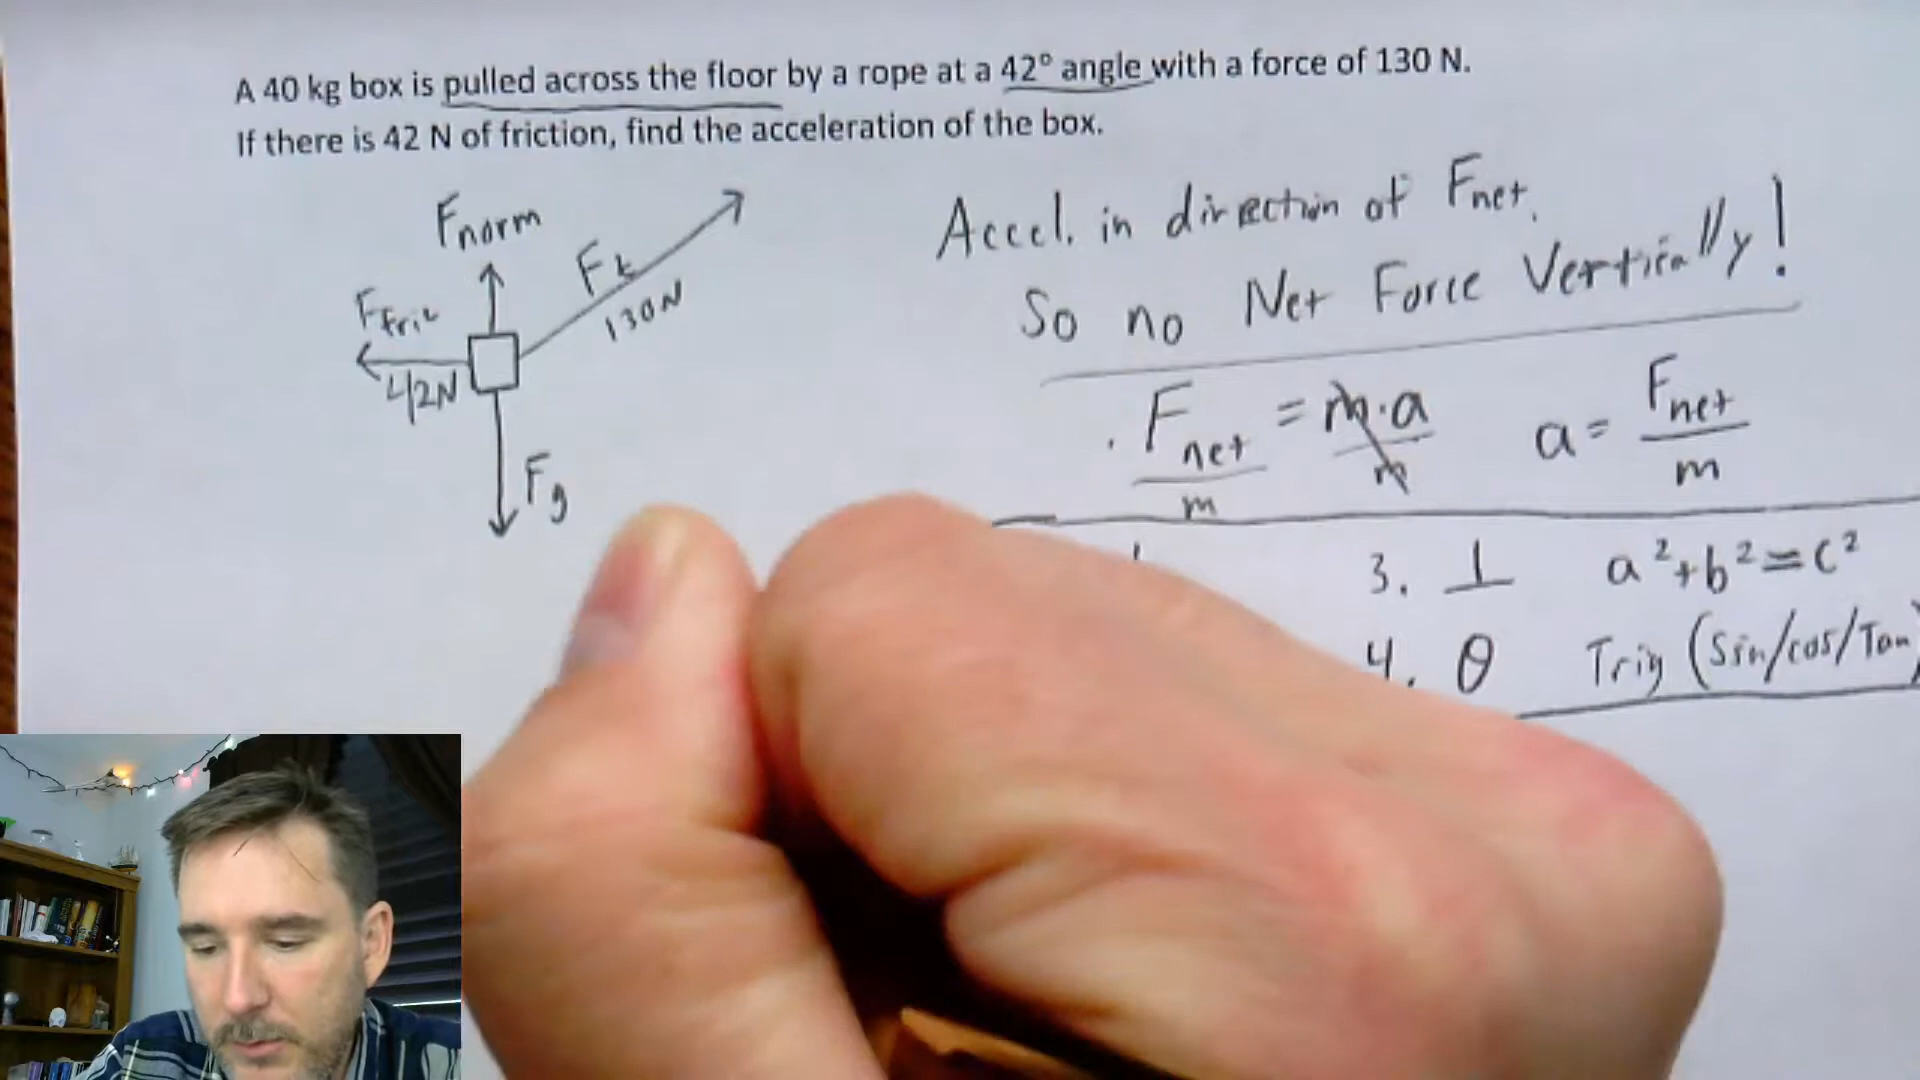 A 40 kg box is pulled across the floor by a rope at a 42° angle with a force of 130 N.
If there is 42 N of friction, find the acceleration of the box.
Fnorm
Ft
130N
Ffric
42N
Fg
Accel. in direction of Fnet.
So no Net Force Vertically!
Fnet = m·a
m m
a = Fnet
m
3. ⊥ a²+b²=c²
4. θ Trig (Sin/cos/Tan)